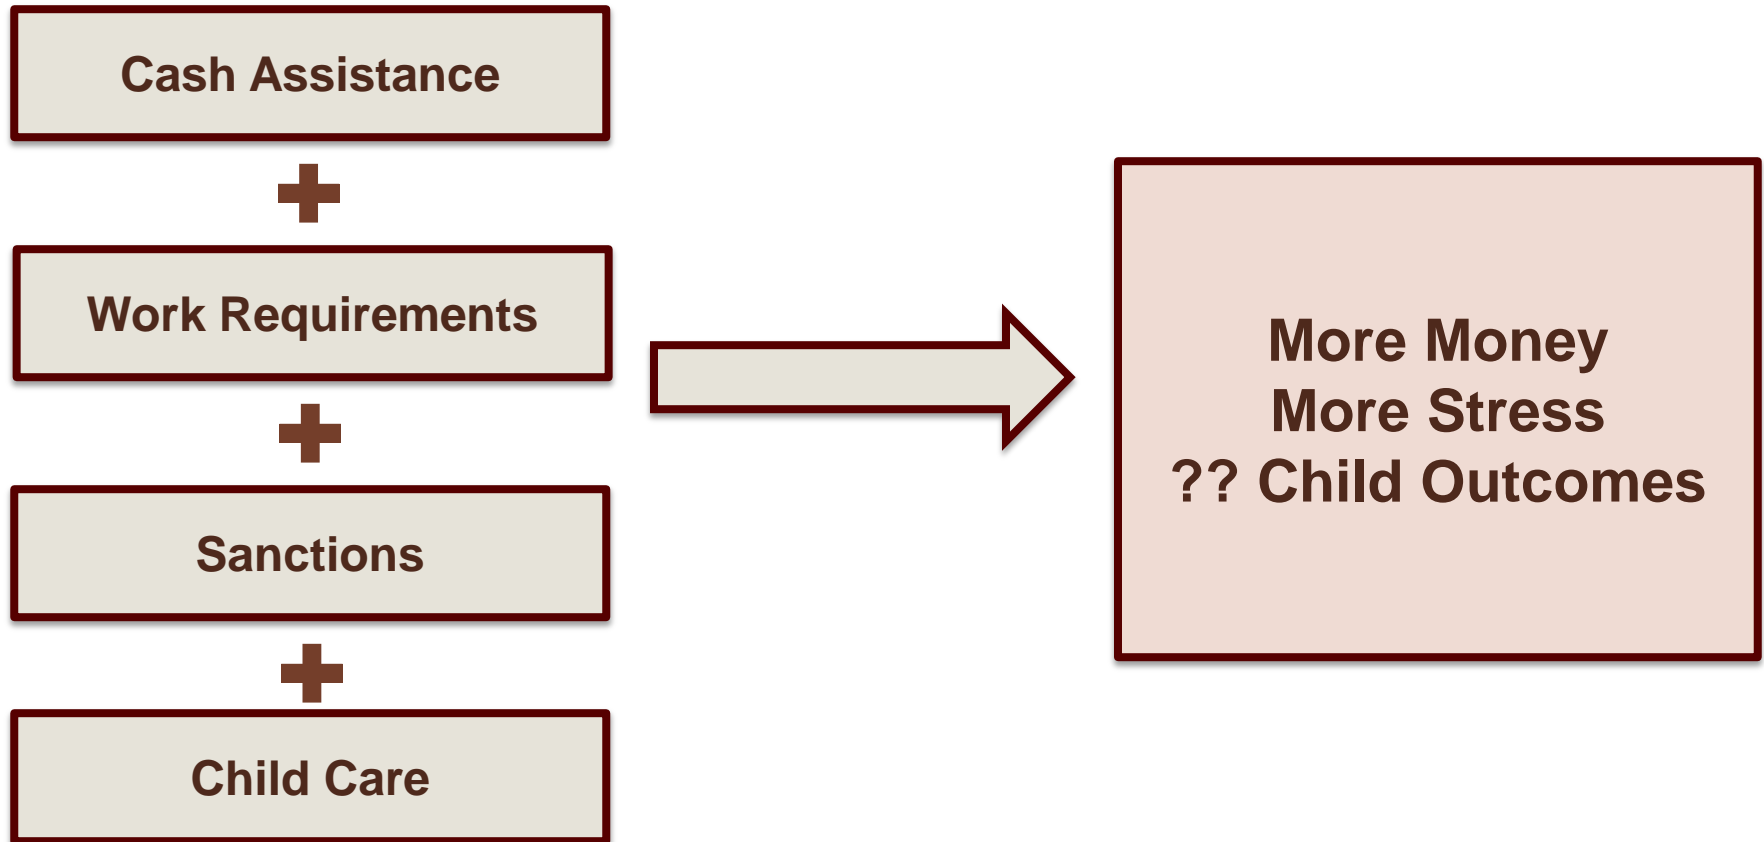 Cash Assistance
Work Requirements
Sanctions
Child Care
More Money
More Stress
?? Child Outcomes